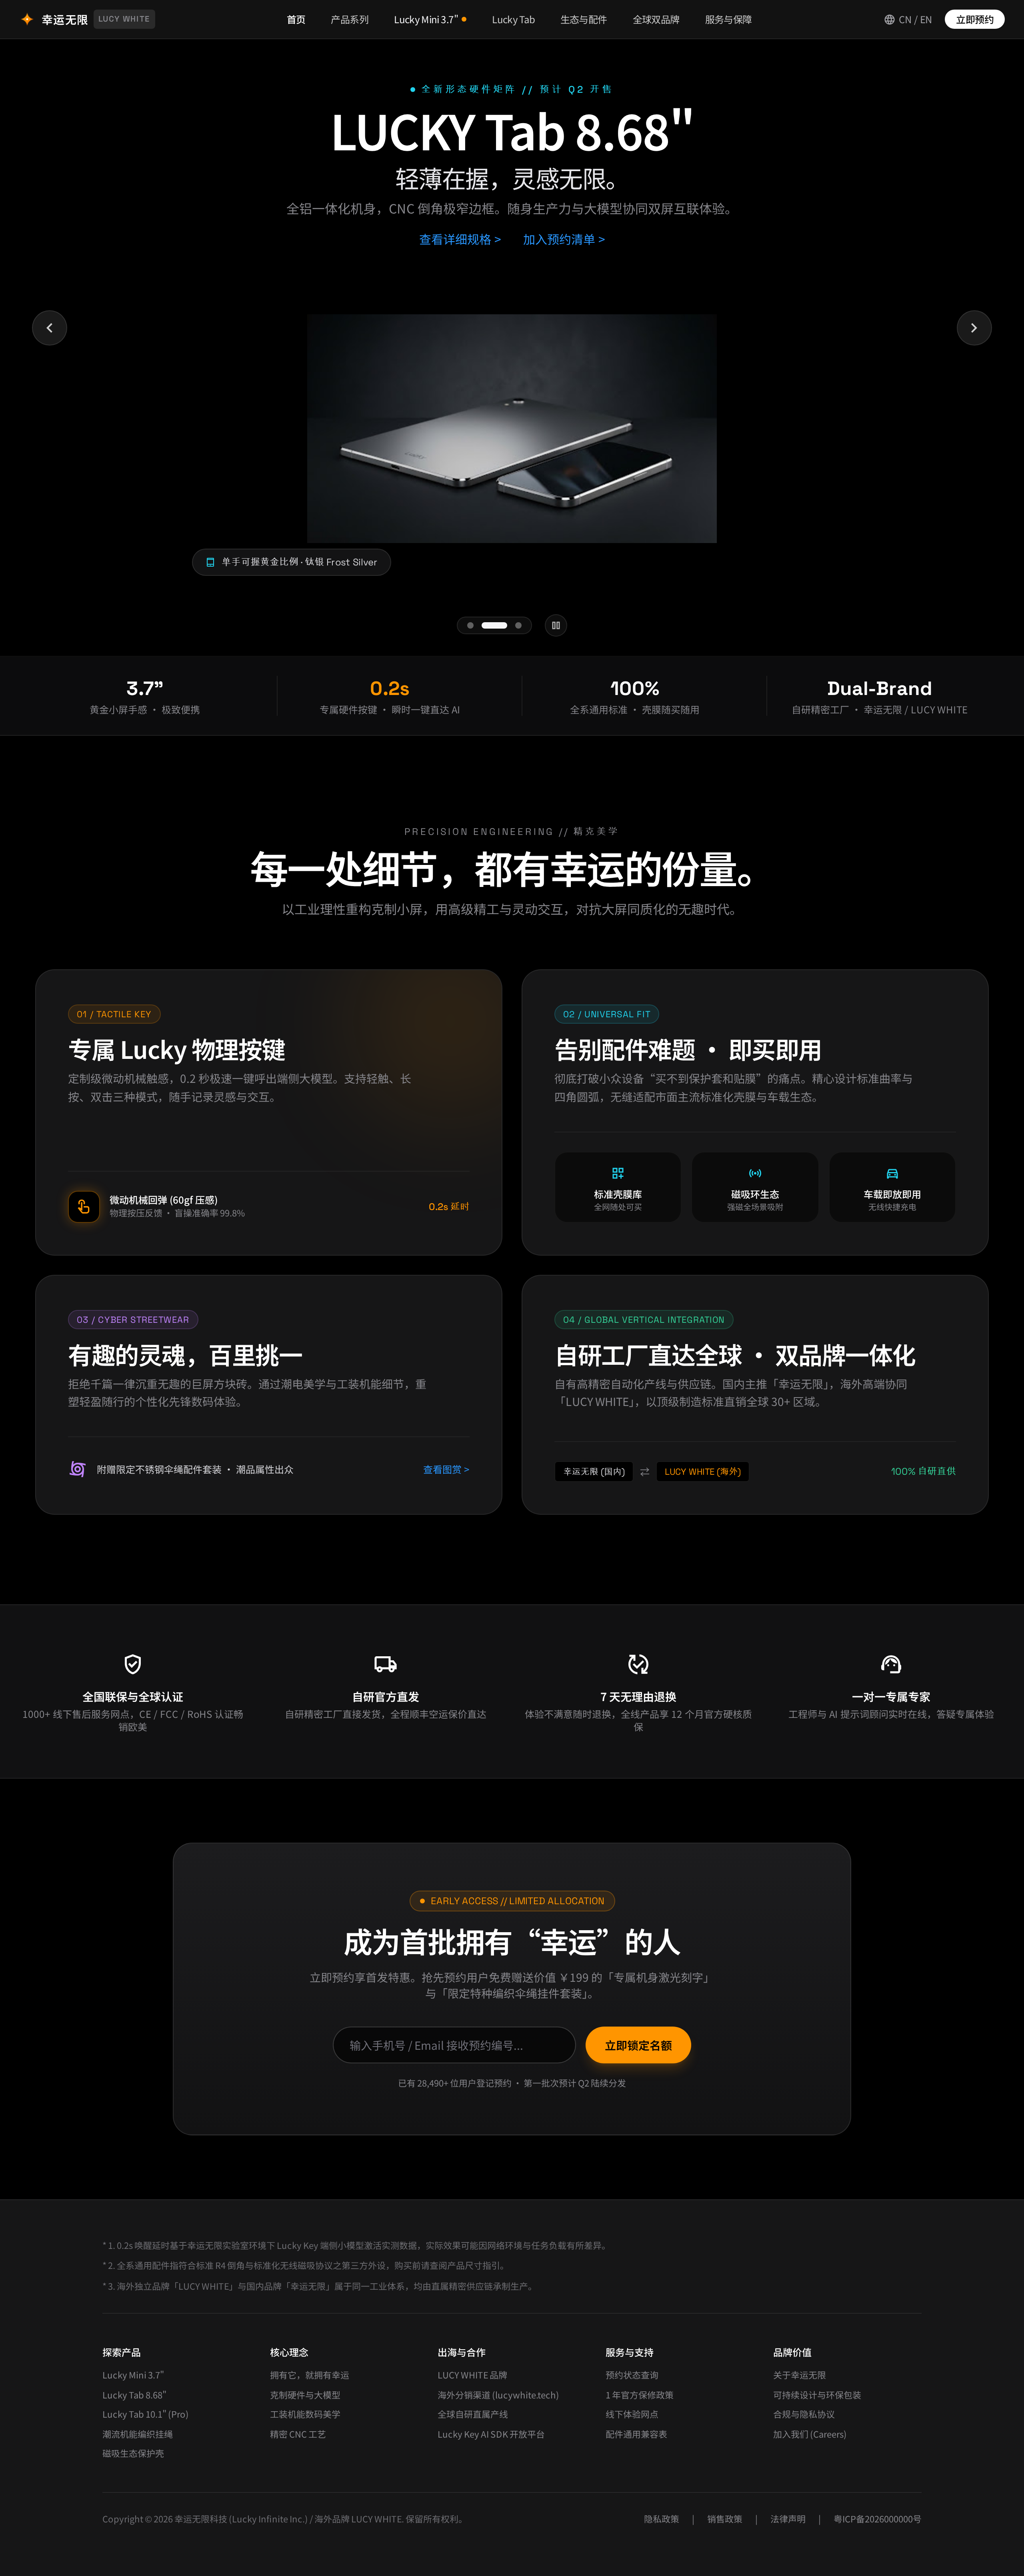 幸运无限 LUCY WHITE
首页 产品系列 Lucky Mini 3.7" Lucky Tab 生态与配件 全球双品牌 服务与保障
CN / EN 立即预约
全新形态硬件矩阵 // 预计 Q2 开售
LUCKY Tab 8.68"
轻薄在握，灵感无限。
全铝一体化机身，CNC 倒角极窄边框。随身生产力与大模型协同双屏互联体验。
查看详细规格 > 加入预约清单 >
单手可握黄金比例 · 钛银 Frost Silver
3.7”
黄金小屏手感 · 极致便携
0.2s
专属硬件按键 · 瞬时一键直达 AI
100%
全系通用标准 · 壳膜随买随用
Dual-Brand
自研精密工厂 · 幸运无限 / LUCY WHITE
PRECISION ENGINEERING // 精克美学
每一处细节，都有幸运的份量。
以工业理性重构克制小屏，用高级精工与灵动交互，对抗大屏同质化的无趣时代。
01 / TACTILE KEY
专属 Lucky 物理按键
定制级微动机械触感，0.2 秒极速一键呼出端侧大模型。支持轻触、长
按、双击三种模式，随手记录灵感与交互。
微动机械回弹 (60gf 压感)
物理按压反馈 · 盲操准确率 99.8%
0.2s 延时
02 / UNIVERSAL FIT
告别配件难题 · 即买即用
彻底打破小众设备“买不到保护套和贴膜”的痛点。精心设计标准曲率与
四角圆弧，无缝适配市面主流标准化壳膜与车载生态。
标准壳膜库
全网随处可买
磁吸环生态
强磁全场景吸附
车载即放即用
无线快捷充电
03 / CYBER STREETWEAR
有趣的灵魂，百里挑一
拒绝千篇一律沉重无趣的巨屏方块砖。通过潮电美学与工装机能细节，重
塑轻盈随行的个性化先锋数码体验。
附赠限定不锈钢伞绳配件套装 · 潮品属性出众
查看图赏 >
04 / GLOBAL VERTICAL INTEGRATION
自研工厂直达全球 · 双品牌一体化
自有高精密自动化产线与供应链。国内主推「幸运无限」，海外高端协同
「LUCY WHITE」，以顶级制造标准直销全球 30+ 区域。
幸运无限 (国内) ⇄ LUCY WHITE (海外)
100% 自研直供
全国联保与全球认证
1000+ 线下售后服务网点，CE / FCC / RoHS 认证畅
销欧美
自研官方直发
自研精密工厂直接发货，全程顺丰空运保价直达
7 天无理由退换
体验不满意随时退换，全线产品享 12 个月官方硬核质
保
一对一专属专家
工程师与 AI 提示词顾问实时在线，答疑专属体验
EARLY ACCESS // LIMITED ALLOCATION
成为首批拥有“幸运”的人
立即预约享首发特惠。抢先预约用户免费赠送价值 ￥199 的「专属机身激光刻字」
与「限定特种编织伞绳挂件套装」。
输入手机号 / Email 接收预约编号...
立即锁定名额
已有 28,490+ 位用户登记预约 · 第一批次预计 Q2 陆续分发
* 1. 0.2s 唤醒延时基于幸运无限实验室环境下 Lucky Key 端侧小模型激活实测数据，实际效果可能因网络环境与任务负载有所差异。
* 2. 全系通用配件指符合标准 R4 倒角与标准化无线磁吸协议之第三方外设，购买前请查阅产品尺寸指引。
* 3. 海外独立品牌「LUCY WHITE」与国内品牌「幸运无限」属于同一工业体系，均由直属精密供应链承制生产。
探索产品
Lucky Mini 3.7"
Lucky Tab 8.68"
Lucky Tab 10.1" (Pro)
潮流机能编织挂绳
磁吸生态保护壳
核心理念
拥有它，就拥有幸运
克制硬件与大模型
工装机能数码美学
精密 CNC 工艺
出海与合作
LUCY WHITE 品牌
海外分销渠道 (lucywhite.tech)
全球自研直属产线
Lucky Key AI SDK 开放平台
服务与支持
预约状态查询
1 年官方保修政策
线下体验网点
配件通用兼容表
品牌价值
关于幸运无限
可持续设计与环保包装
合规与隐私协议
加入我们 (Careers)
Copyright © 2026 幸运无限科技 (Lucky Infinite Inc.) / 海外品牌 LUCY WHITE. 保留所有权利。
隐私政策 | 销售政策 | 法律声明 | 粤ICP备2026000000号